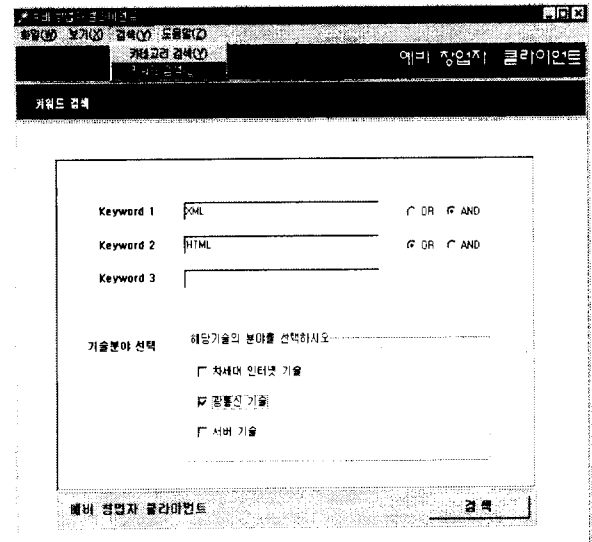 화일(W) 보기(X) 검색(Y) 도움말(Z)
카테고리 검색(Y)
예비 창업자 클라이언트
키워드 검색
Keyword 1 XML OR AND
Keyword 2 HTML OR AND
Keyword 3
기술분야 선택 해당기술의 분야를 선택하시오
차세대 인터넷 기술
광통신 기술
서버 기술
예비 창업자 클라이언트 검색